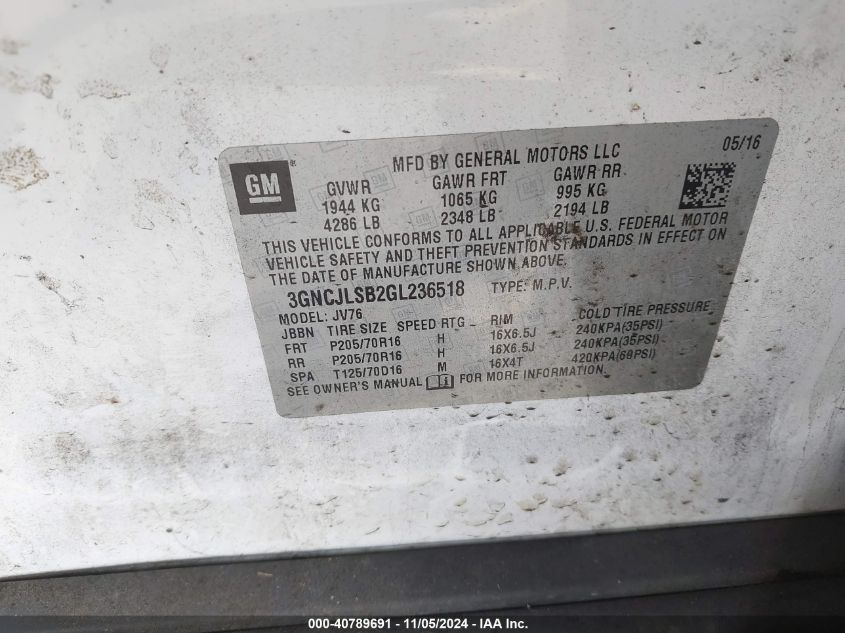 MFD BY GENERAL MOTORS LLC 05/16
GM GVWR GAWR FRT GAWR RR
1944 KG 1065 KG 995 KG
4286 LB 2348 LB 2194 LB
THIS VEHICLE CONFORMS TO ALL APPLICABLE U.S. FEDERAL MOTOR
VEHICLE SAFETY AND THEFT PREVENTION STANDARDS IN EFFECT ON
THE DATE OF MANUFACTURE SHOWN ABOVE.
3GNCJLSB2GL236518 TYPE: M.P.V.
MODEL: JV76
JBBN TIRE SIZE SPEED RTG RIM COLD TIRE PRESSURE
FRT P205/70R16 H 16X6.5J 240KPA(35PSI)
RR P205/70R16 H 16X6.5J 240KPA(35PSI)
SPA T125/70D16 M 16X4T 420KPA(60PSI)
SEE OWNER'S MANUAL FOR MORE INFORMATION.
000-40789691 - 11/05/2024 - IAA Inc.